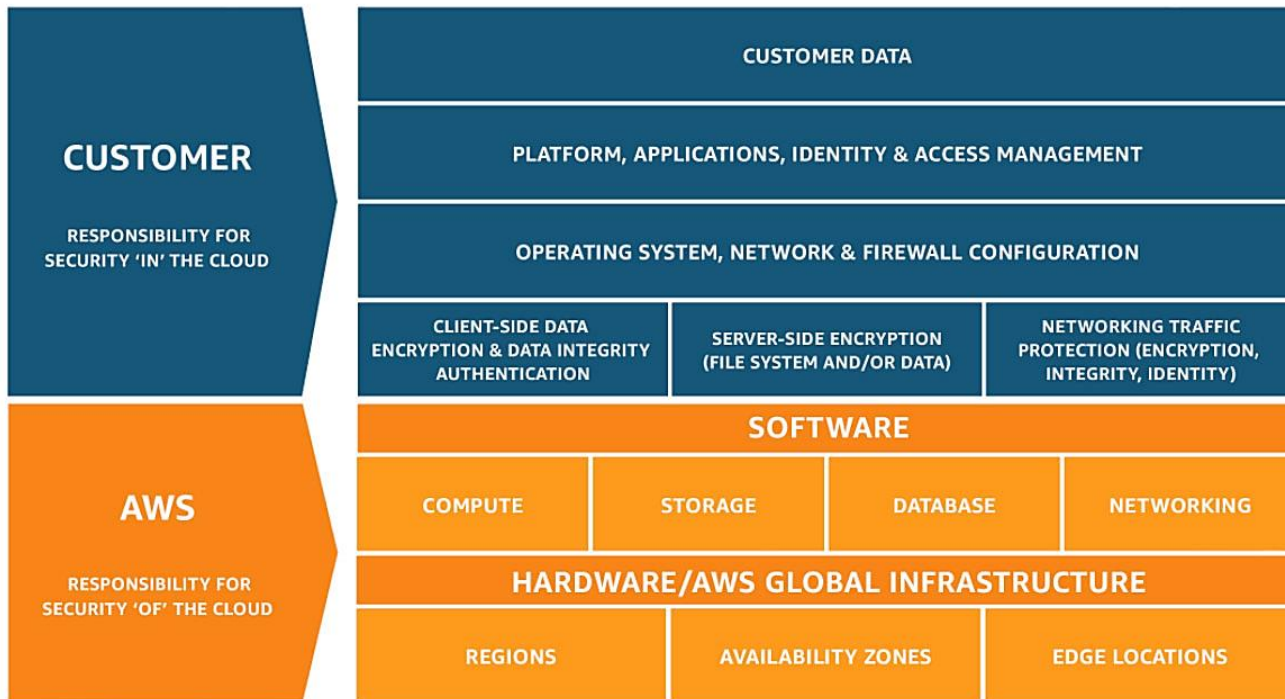 CUSTOMER
RESPONSIBILITY FOR
SECURITY ‘IN’ THE CLOUD
CUSTOMER DATA
PLATFORM, APPLICATIONS, IDENTITY & ACCESS MANAGEMENT
OPERATING SYSTEM, NETWORK & FIREWALL CONFIGURATION
CLIENT-SIDE DATA
ENCRYPTION & DATA INTEGRITY
AUTHENTICATION
SERVER-SIDE ENCRYPTION
(FILE SYSTEM AND/OR DATA)
NETWORKING TRAFFIC
PROTECTION (ENCRYPTION,
INTEGRITY, IDENTITY)
AWS
RESPONSIBILITY FOR
SECURITY ‘OF’ THE CLOUD
SOFTWARE
COMPUTE
STORAGE
DATABASE
NETWORKING
HARDWARE/AWS GLOBAL INFRASTRUCTURE
REGIONS
AVAILABILITY ZONES
EDGE LOCATIONS